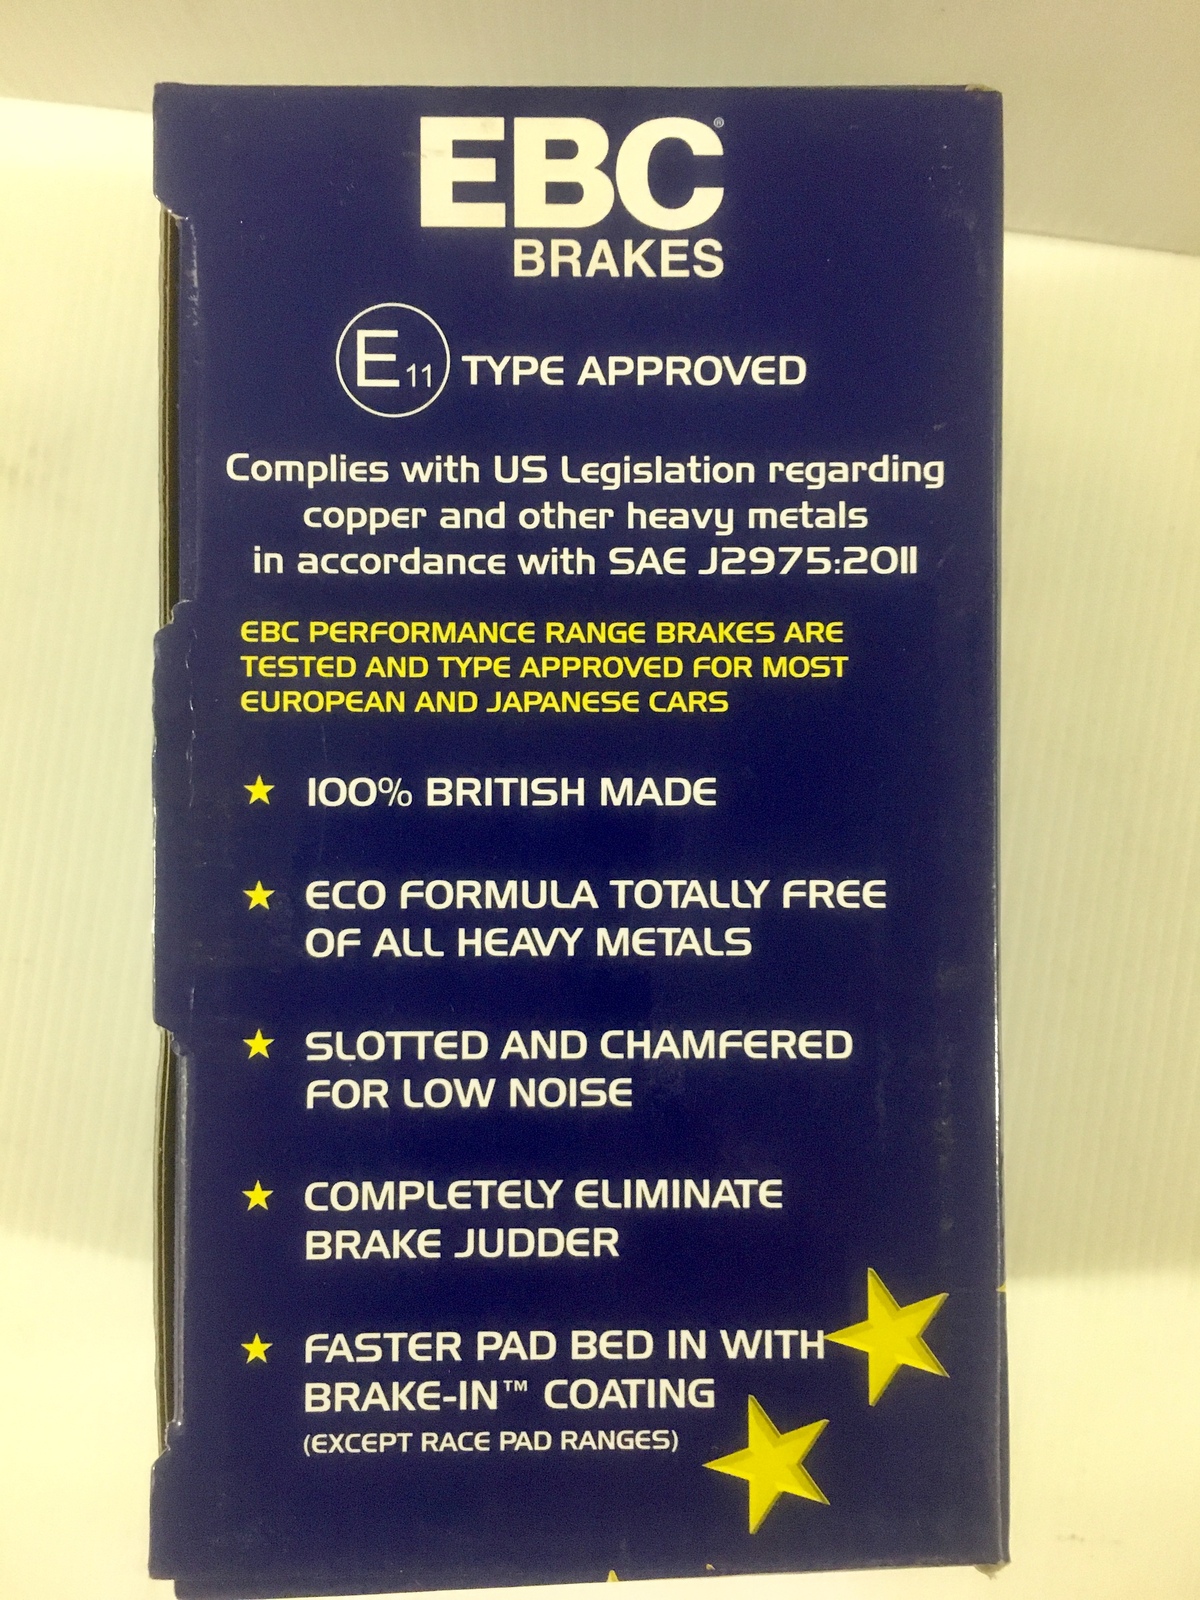 EBC®
BRAKES
E11 TYPE APPROVED
Complies with US Legislation regarding
copper and other heavy metals
in accordance with SAE J2975:2011
EBC PERFORMANCE RANGE BRAKES ARE
TESTED AND TYPE APPROVED FOR MOST
EUROPEAN AND JAPANESE CARS
100% BRITISH MADE
ECO FORMULA TOTALLY FREE
OF ALL HEAVY METALS
SLOTTED AND CHAMFERED
FOR LOW NOISE
COMPLETELY ELIMINATE
BRAKE JUDDER
FASTER PAD BED IN WITH
BRAKE-IN™ COATING
(EXCEPT RACE PAD RANGES)